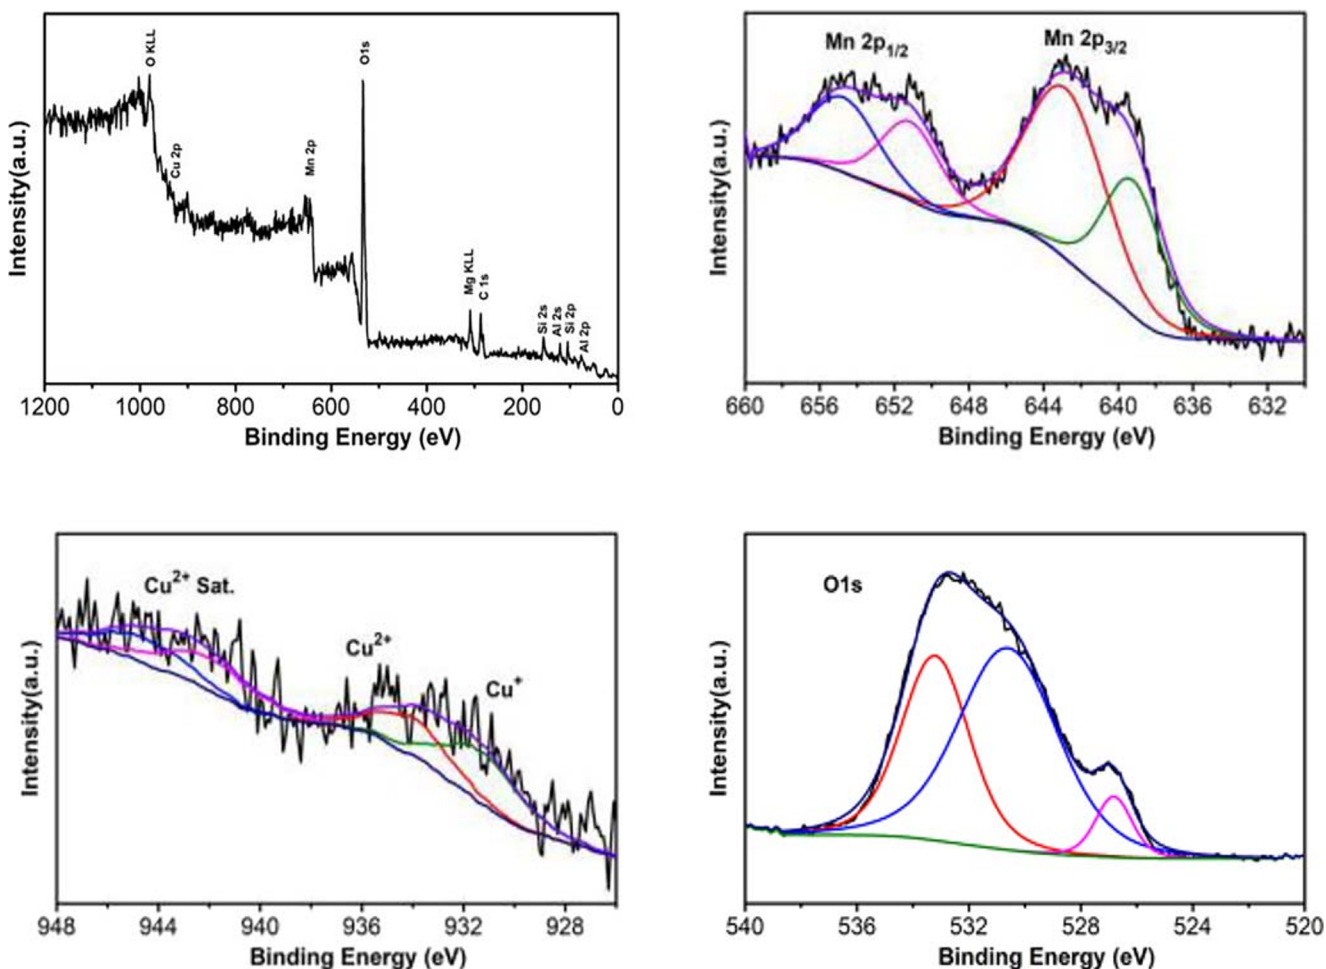 O KLL
Cu 2p
Mn 2p
O1s
Mg KLL
C 1s
Si 2s
Al 2s
Si 2p
Al 2p
Intensity(a.u.)
1200 1000 800 600 400 200 0
Binding Energy (eV)
Mn 2p1/2
Mn 2p3/2
Intensity(a.u.)
660 656 652 648 644 640 636 632
Binding Energy (eV)
Cu2+ Sat.
Cu2+
Cu+
Intensity(a.u.)
948 944 940 936 932 928
Binding Energy (eV)
O1s
Intensity(a.u.)
540 536 532 528 524 520
Binding Energy (eV)